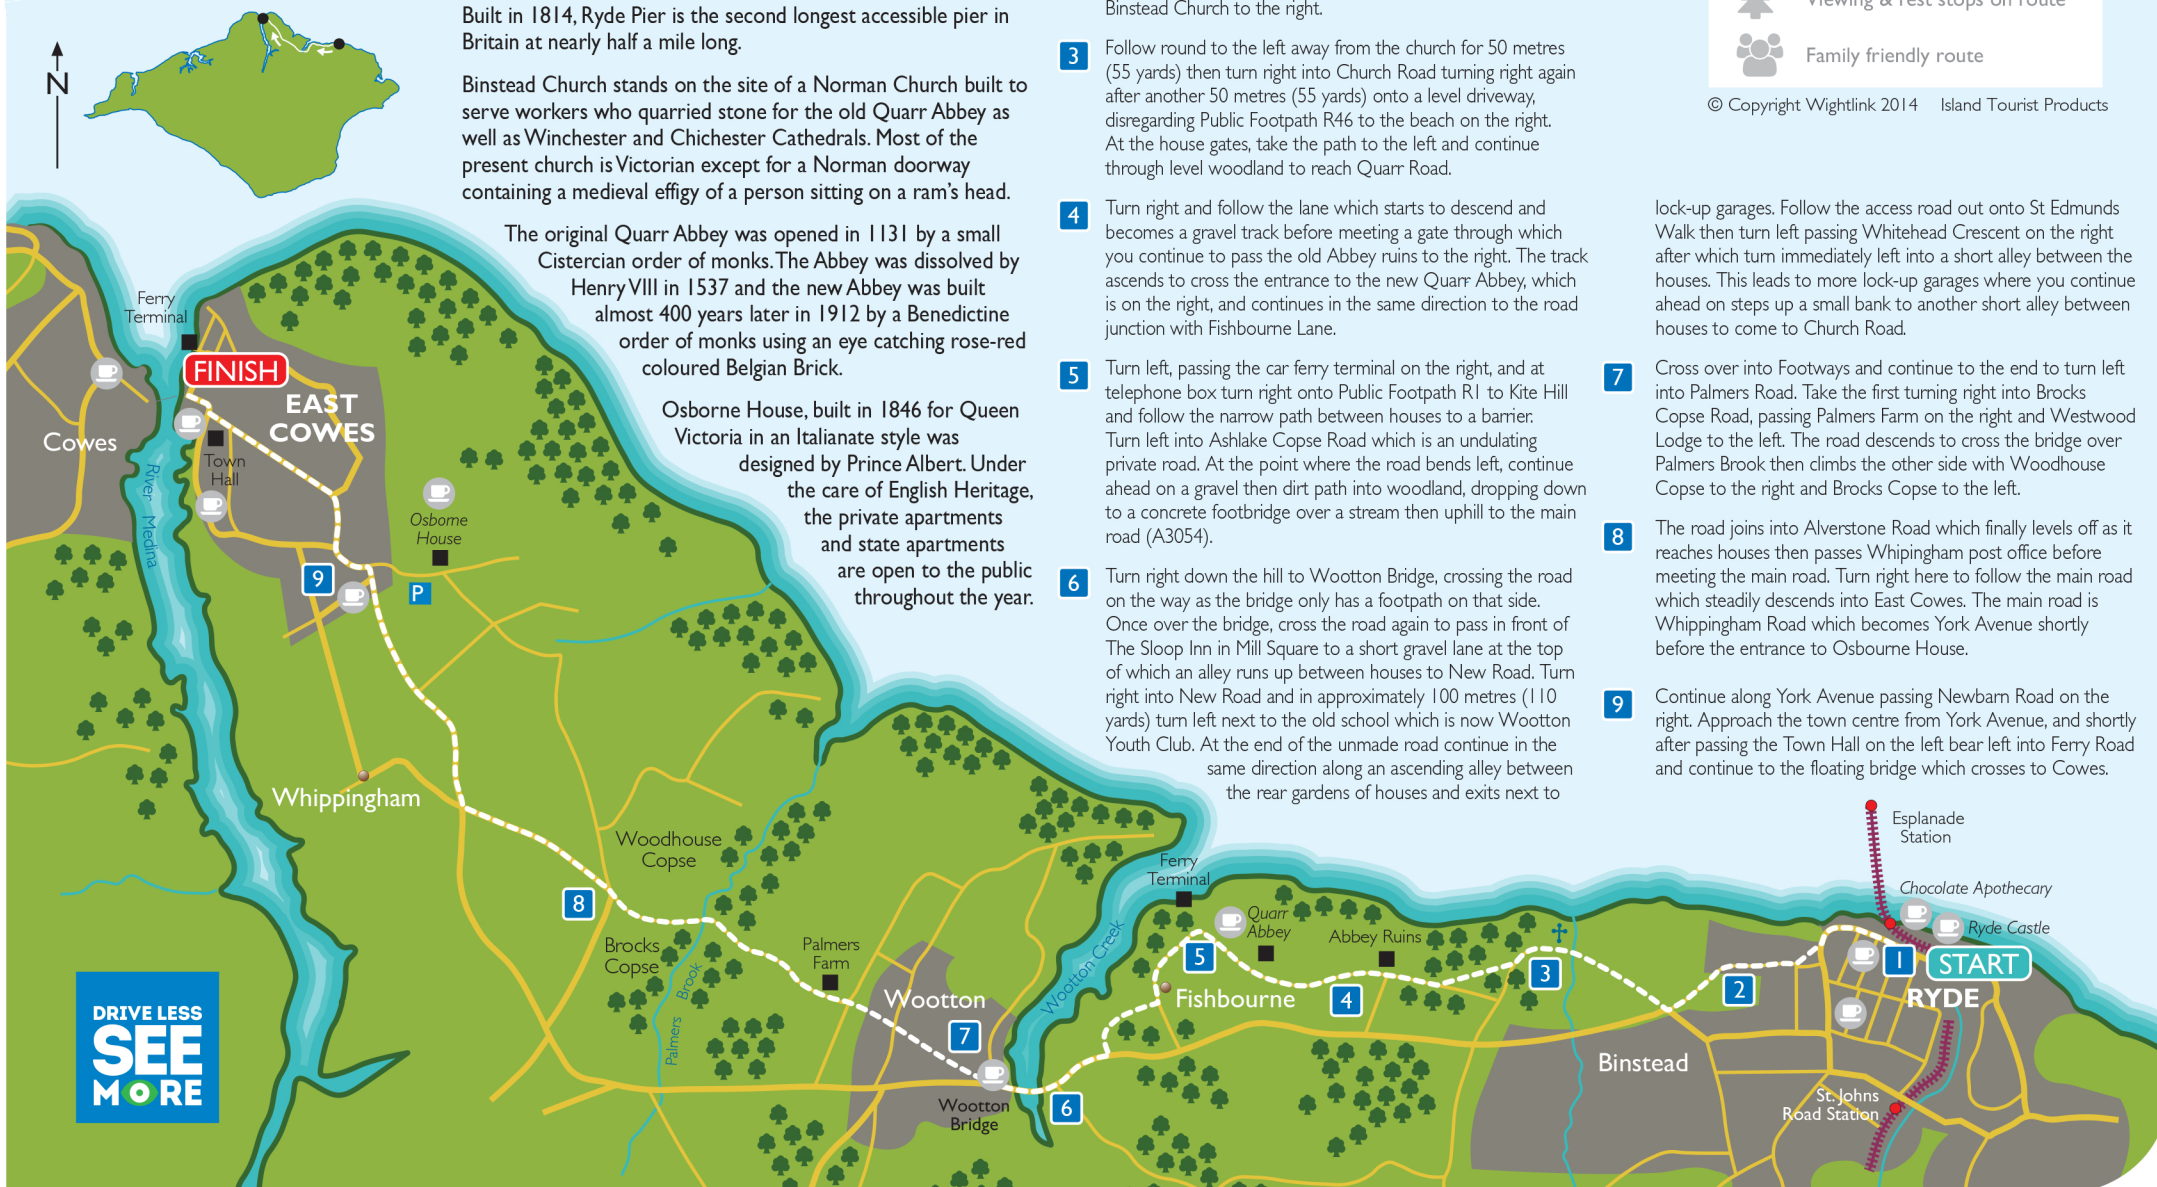 Built in 1814, Ryde Pier is the second longest accessible pier in
Britain at nearly half a mile long.
Binstead Church stands on the site of a Norman Church built to
serve workers who quarried stone for the old Quarr Abbey as
well as Winchester and Chichester Cathedrals. Most of the
present church is Victorian except for a Norman doorway
containing a medieval effigy of a person sitting on a ram's head.
The original Quarr Abbey was opened in 1131 by a small
Cistercian order of monks. The Abbey was dissolved by
Henry VIII in 1537 and the new Abbey was built
almost 400 years later in 1912 by a Benedictine
order of monks using an eye catching rose-red
coloured Belgian Brick.
Osborne House, built in 1846 for Queen
Victoria in an Italianate style was
designed by Prince Albert. Under
the care of English Heritage,
the private apartments
and state apartments
are open to the public
throughout the year.
Binstead Church to the right.
3
Follow round to the left away from the church for 50 metres
(55 yards) then turn right into Church Road turning right again
after another 50 metres (55 yards) onto a level driveway,
disregarding Public Footpath R46 to the beach on the right.
At the house gates, take the path to the left and continue
through level woodland to reach Quarr Road.
4
Turn right and follow the lane which starts to descend and
becomes a gravel track before meeting a gate through which
you continue to pass the old Abbey ruins to the right. The track
ascends to cross the entrance to the new Quarr Abbey, which
is on the right, and continues in the same direction to the road
junction with Fishbourne Lane.
5
Turn left, passing the car ferry terminal on the right, and at
telephone box turn right onto Public Footpath R1 to Kite Hill
and follow the narrow path between houses to a barrier.
Turn left into Ashlake Copse Road which is an undulating
private road. At the point where the road bends left, continue
ahead on a gravel then dirt path into woodland, dropping down
to a concrete footbridge over a stream then uphill to the main
road (A3054).
6
Turn right down the hill to Wootton Bridge, crossing the road
on the way as the bridge only has a footpath on that side.
Once over the bridge, cross the road again to pass in front of
The Sloop Inn in Mill Square to a short gravel lane at the top
of which an alley runs up between houses to New Road. Turn
right into New Road and in approximately 100 metres (110
yards) turn left next to the old school which is now Wootton
Youth Club. At the end of the unmade road continue in the
same direction along an ascending alley between
the rear gardens of houses and exits next to
Viewing & rest stops on route
Family friendly route
© Copyright Wightlink 2014 Island Tourist Products
lock-up garages. Follow the access road out onto St Edmunds
Walk then turn left passing Whitehead Crescent on the right
after which turn immediately left into a short alley between the
houses. This leads to more lock-up garages where you continue
ahead on steps up a small bank to another short alley between
houses to come to Church Road.
7
Cross over into Footways and continue to the end to turn left
into Palmers Road. Take the first turning right into Brocks
Copse Road, passing Palmers Farm on the right and Westwood
Lodge to the left. The road descends to cross the bridge over
Palmers Brook then climbs the other side with Woodhouse
Copse to the right and Brocks Copse to the left.
8
The road joins into Alverstone Road which finally levels off as it
reaches houses then passes Whipingham post office before
meeting the main road. Turn right here to follow the main road
which steadily descends into East Cowes. The main road is
Whippingham Road which becomes York Avenue shortly
before the entrance to Osbourne House.
9
Continue along York Avenue passing Newbarn Road on the
right. Approach the town centre from York Avenue, and shortly
after passing the Town Hall on the left bear left into Ferry Road
and continue to the floating bridge which crosses to Cowes.
N
Ferry
Terminal
FINISH
EAST
COWES
Cowes
Town
Hall
River Medina
Osborne
House
9
P
Whippingham
Woodhouse
Copse
8
Brocks
Copse
Palmers Brook
Palmers
Farm
Wootton
7
Wootton
Bridge
6
Wootton Creek
Ferry
Terminal
5
Quarr
Abbey
Abbey Ruins
Fishbourne
4
3
2
Binstead
Esplanade
Station
Chocolate Apothecary
Ryde Castle
1
START
RYDE
St. Johns
Road Station
DRIVE LESS
SEE
MORE